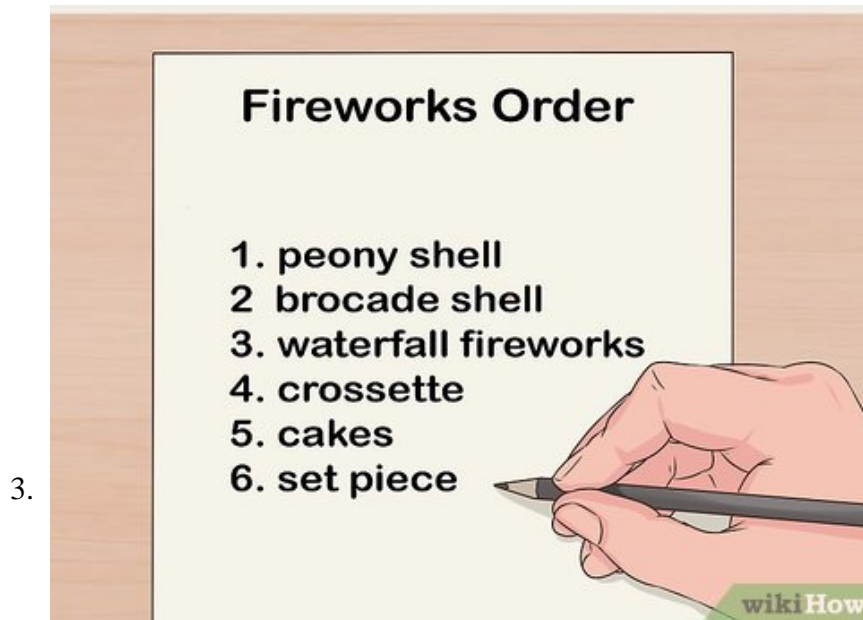 Fireworks Order
1. peony shell
2 brocade shell
3. waterfall fireworks
4. crossette
5. cakes
6. set piece
3.
wikiHow